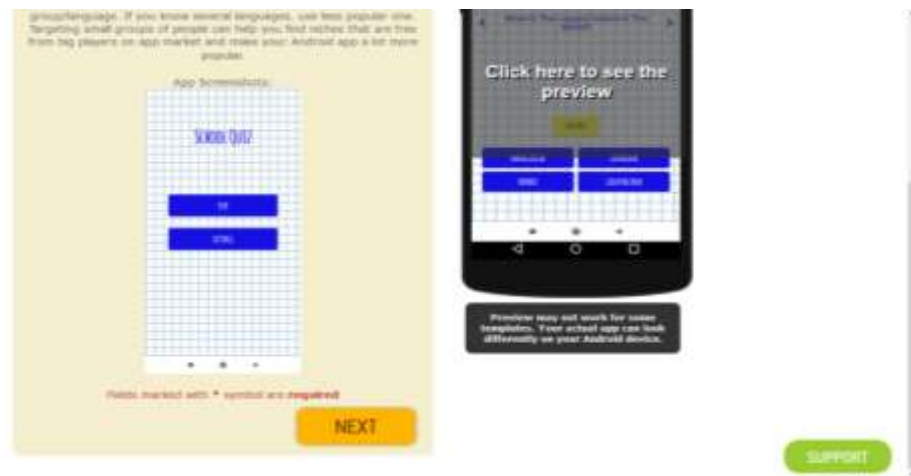 group/language. If you know several languages, use less popular one.
Targeting small groups of people can help you find niches that are free
from big players on app market and make your Android app a lot more
popular.
App Screenshots:
SCHOOL QUIZ
Fields marked with * symbol are required
NEXT
Click here to see the
preview
Preview may not work for some
templates. Your actual app can look
differently on your Android device.
SUPPORT